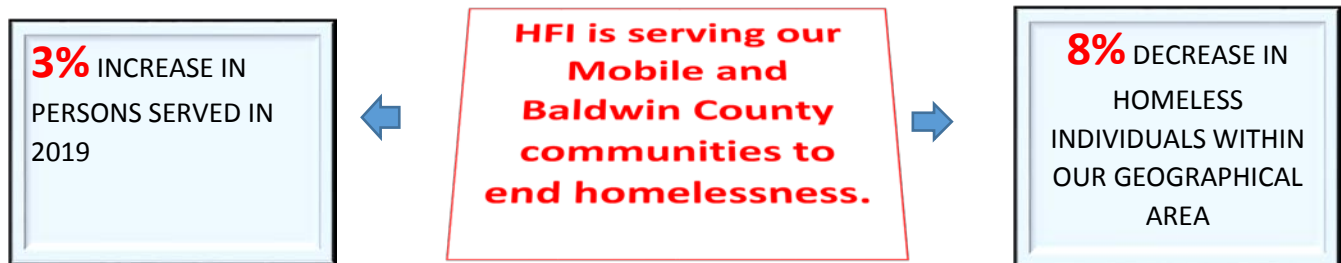 3% INCREASE IN
PERSONS SERVED IN
2019
HFI is serving our
Mobile and
Baldwin County
communities to
end homelessness.
8% DECREASE IN
HOMELESS
INDIVIDUALS WITHIN
OUR GEOGRAPHICAL
AREA